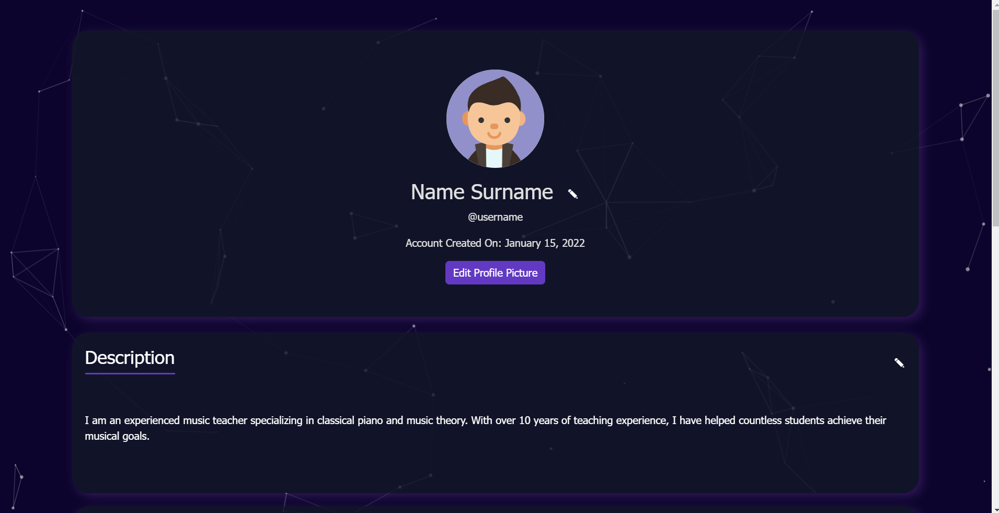 Name Surname
@username
Account Created On: January 15, 2022
Edit Profile Picture
Description
I am an experienced music teacher specializing in classical piano and music theory. With over 10 years of teaching experience, I have helped countless students achieve their
musical goals.